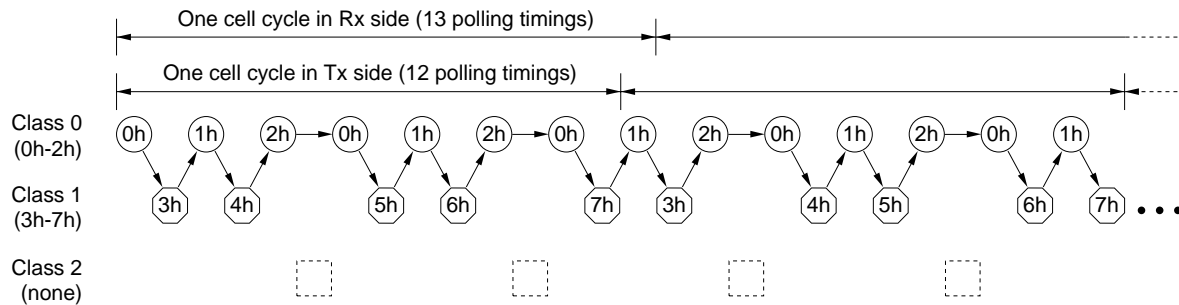 One cell cycle in Rx side (13 polling timings)
One cell cycle in Tx side (12 polling timings)
Class 0
(0h-2h)
0h 1h 2h 0h 1h 2h 0h 1h 2h 0h 1h 2h 0h 1h
Class 1
(3h-7h)
3h 4h 5h 6h 7h 3h 4h 5h 6h 7h
Class 2
(none)